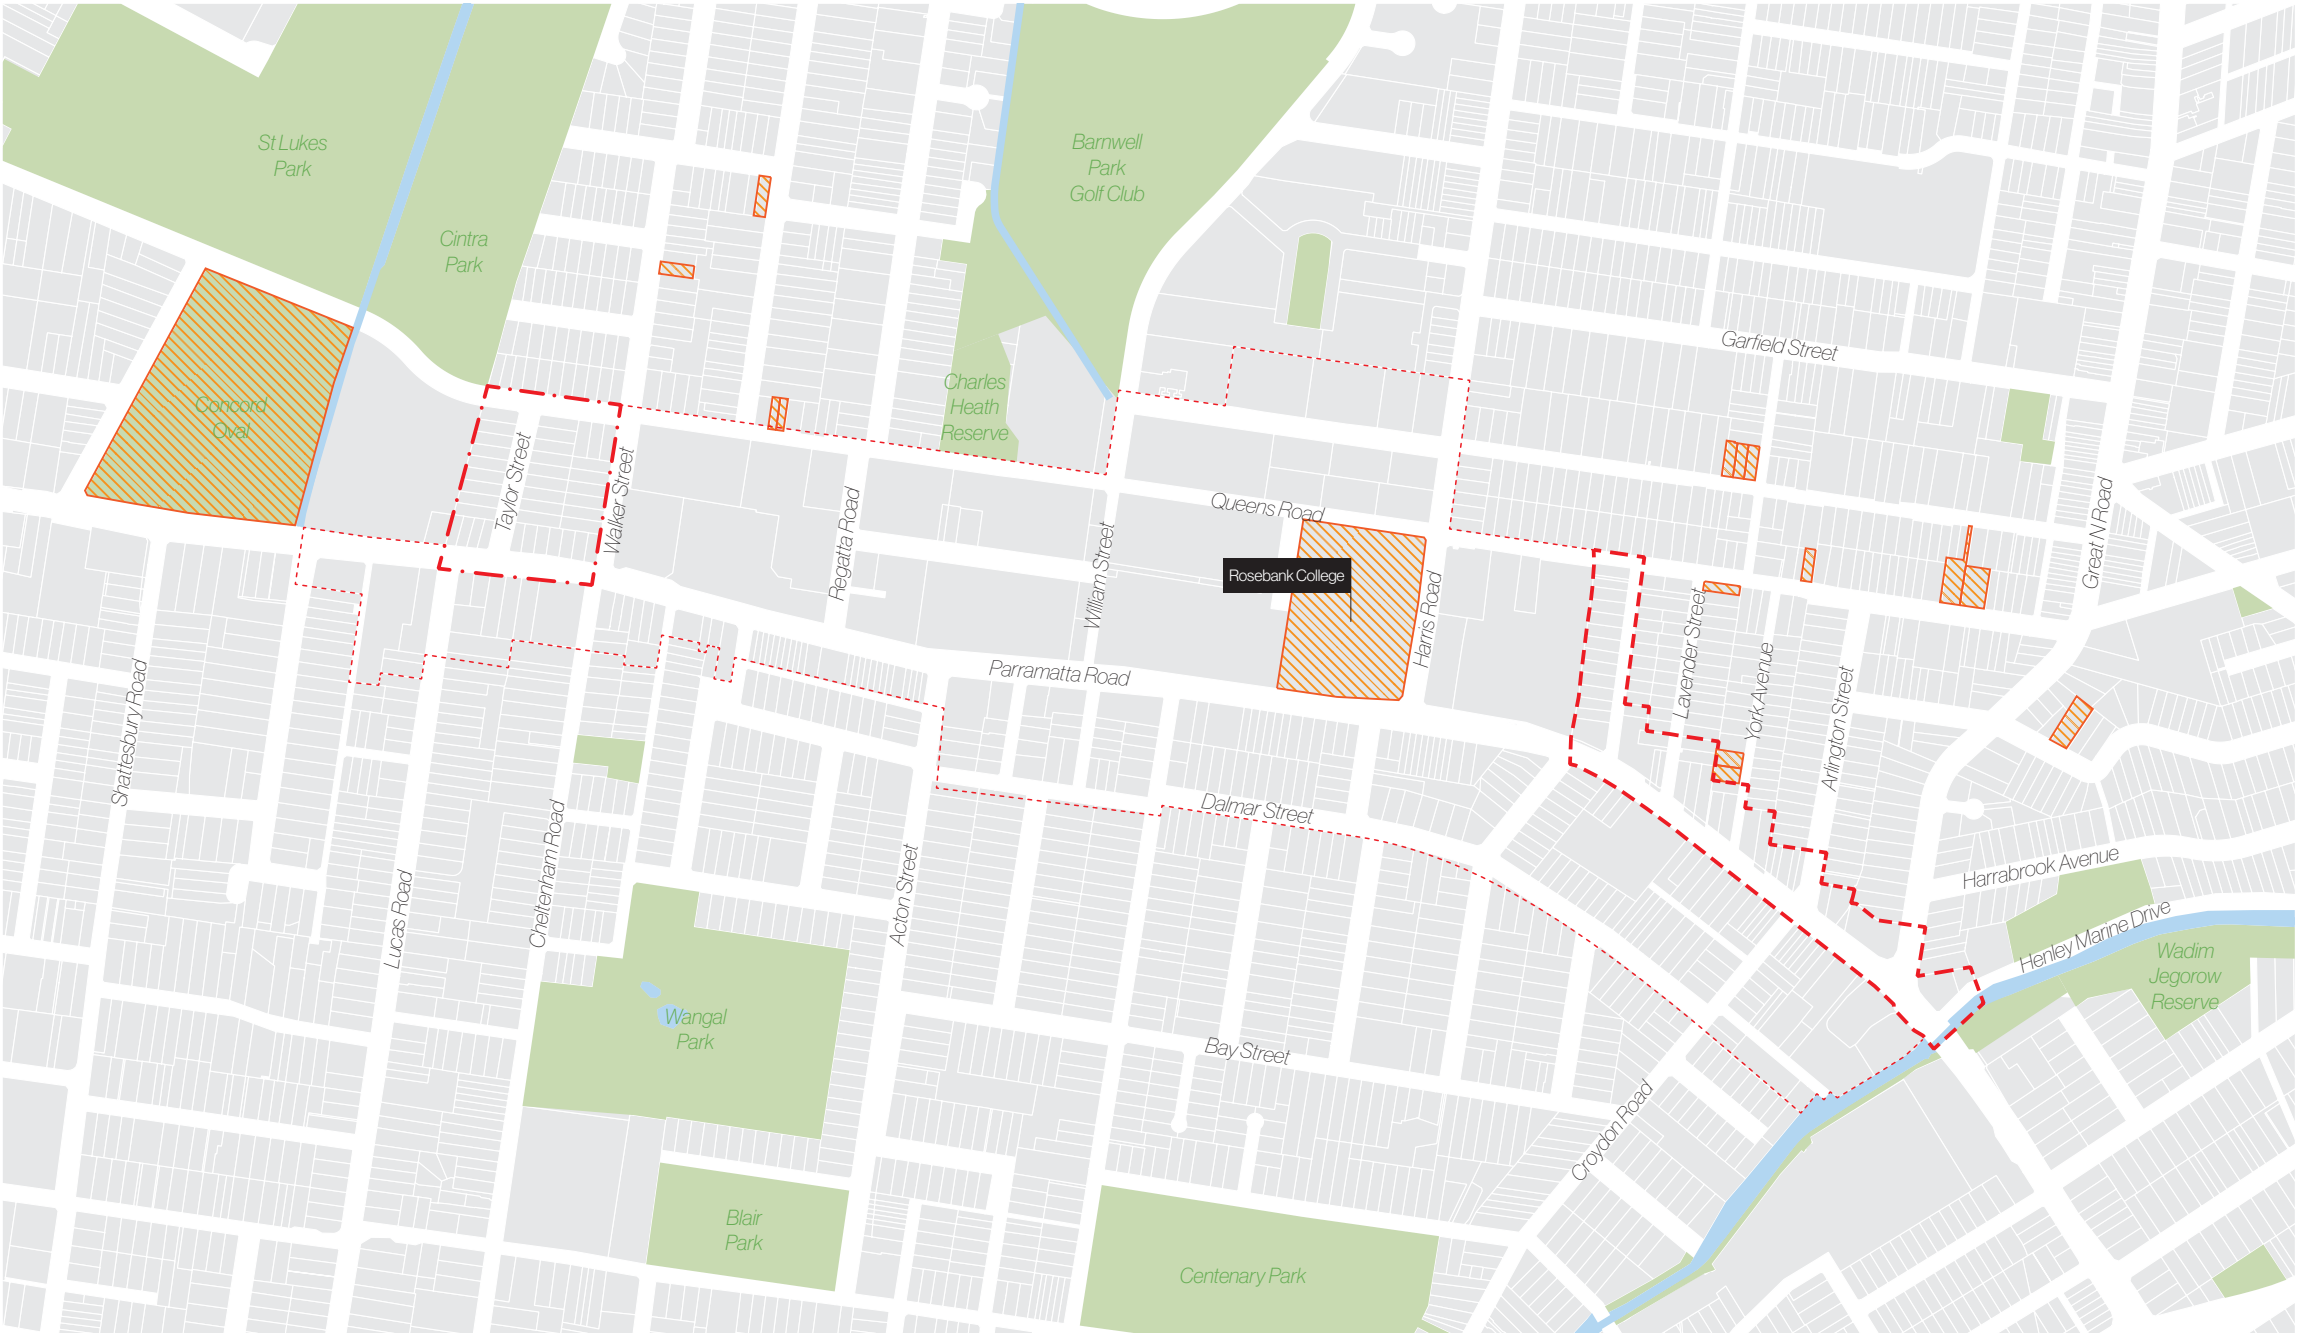 St Lukes
Park
Barnwell
Park
Golf Club
Cintra
Park
Garfield Street
Concord
Oval
Charles
Heath
Reserve
Taylor Street
Walker Street
Regatta Road
William Street
Queens Road
Great N Road
Rosebank College
Harris Road
Lavender Street
York Avenue
Arlington Street
Parramatta Road
Shattesbury Road
Dalmar Street
Lucas Road
Cheltenham Road
Acton Street
Harrabrook Avenue
Henley Marine Drive
Wadim
Jegorow
Reserve
Wangal
Park
Bay Street
Croydon Road
Blair
Park
Centenary Park